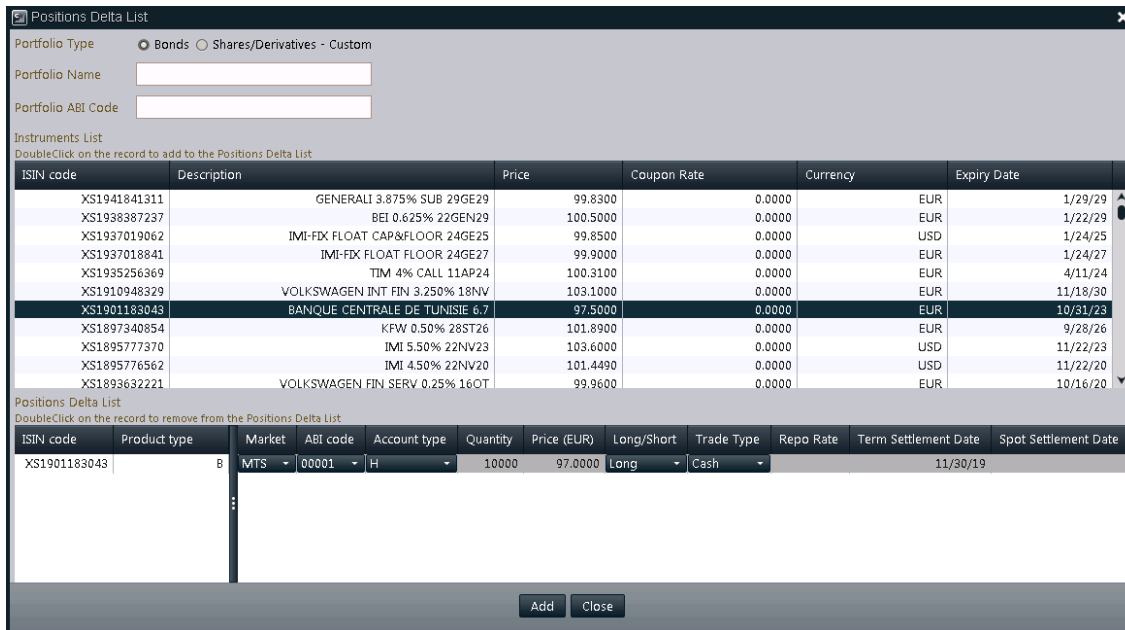 Positions Delta List
Portfolio Type Bonds Shares/Derivatives - Custom
Portfolio Name
Portfolio ABI Code
Instruments List
DoubleClick on the record to add to the Positions Delta List
ISIN code Description Price Coupon Rate Currency Expiry Date
XS1941841311 GENERALI 3.875% SUB 29GE29 99.8300 0.0000 EUR 1/29/29
XS1938387237 BEI 0.625% 22GEN29 100.5000 0.0000 EUR 1/22/29
XS1937019062 IMI-FIX FLOAT CAP&FLOOR 24GE25 99.8500 0.0000 USD 1/24/25
XS1937018841 IMI-FIX FLOAT FLOOR 24GE27 99.9000 0.0000 EUR 1/24/27
XS1935256369 TIM 4% CALL 11AP24 100.3100 0.0000 EUR 4/11/24
XS1910948329 VOLKSWAGEN INT FIN 3.250% 18NV 103.1000 0.0000 EUR 11/18/30
XS1901183043 BANQUE CENTRALE DE TUNISIE 6.7 97.5000 0.0000 EUR 10/31/23
XS1897340854 KFW 0.50% 28ST26 101.8900 0.0000 EUR 9/28/26
XS1895777370 IMI 5.50% 22NV23 103.6000 0.0000 USD 11/22/23
XS1895776562 IMI 4.50% 22NV20 101.4490 0.0000 USD 11/22/20
XS1893632221 VOLKSWAGEN FIN SERV 0.25% 16OT 99.9600 0.0000 EUR 10/16/20
Positions Delta List
DoubleClick on the record to remove from the Positions Delta List
ISIN code Product type Market ABI code Account type Quantity Price (EUR) Long/Short Trade Type Repo Rate Term Settlement Date Spot Settlement Date
XS1901183043 B MTS 00001 H 10000 97.0000 Long Cash 11/30/19
Add Close